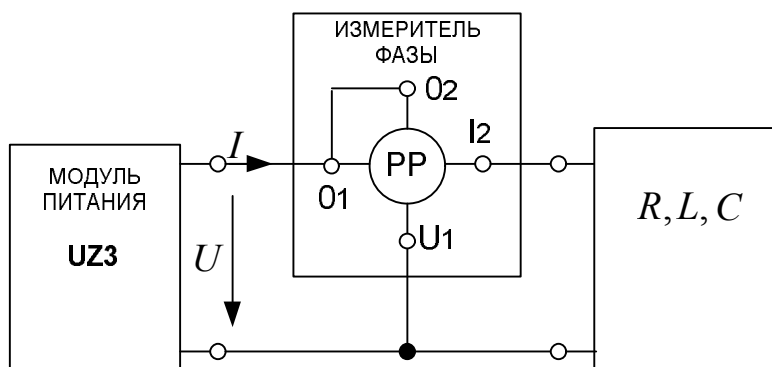 ИЗМЕРИТЕЛЬ
ФАЗЫ
02
I
I2
PP
01
МОДУЛЬ
ПИТАНИЯ
UZ3
U
U1
R, L, C